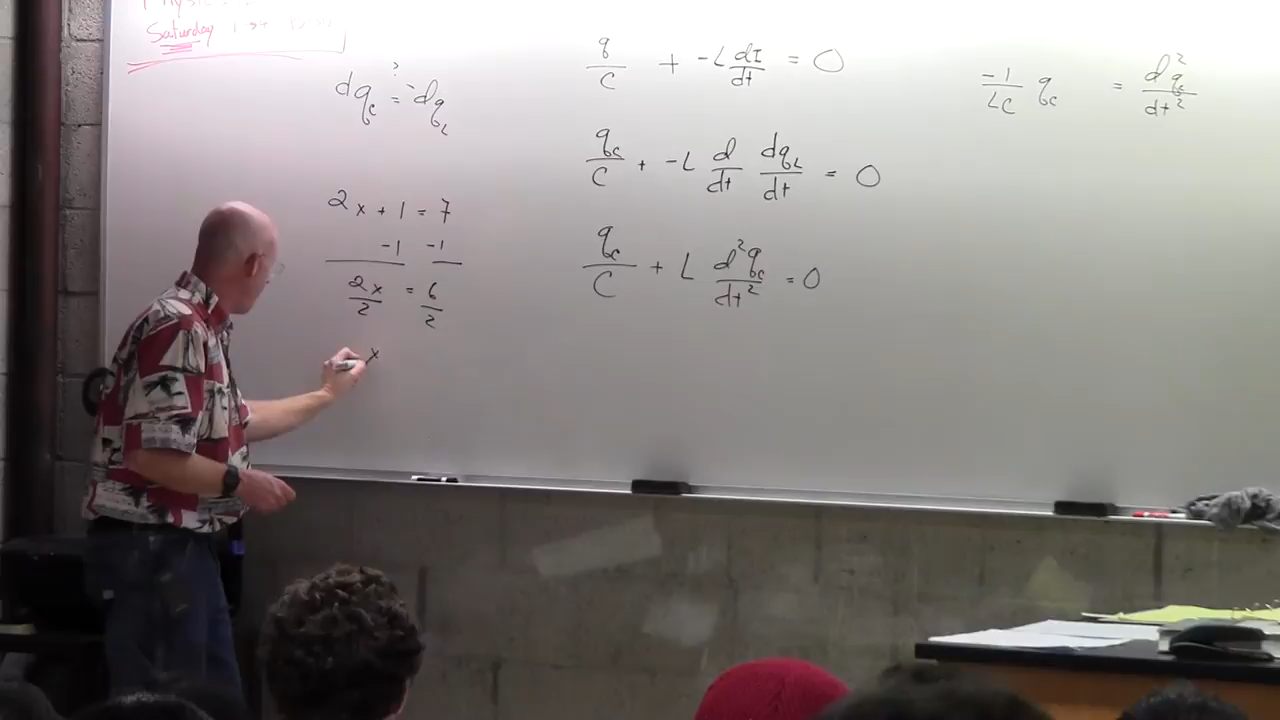 Physic
Saturday
dq_C ?= -dq_L
2x + 1 = 7
-1 -1
2x/2 = 6/2
x
q/C + -L dI/dt = 0
q_C/C + -L d/dt dq_L/dt = 0
q_C/C + L d²q_C/dt² = 0
-1/LC q_C = d²q_C/dt²